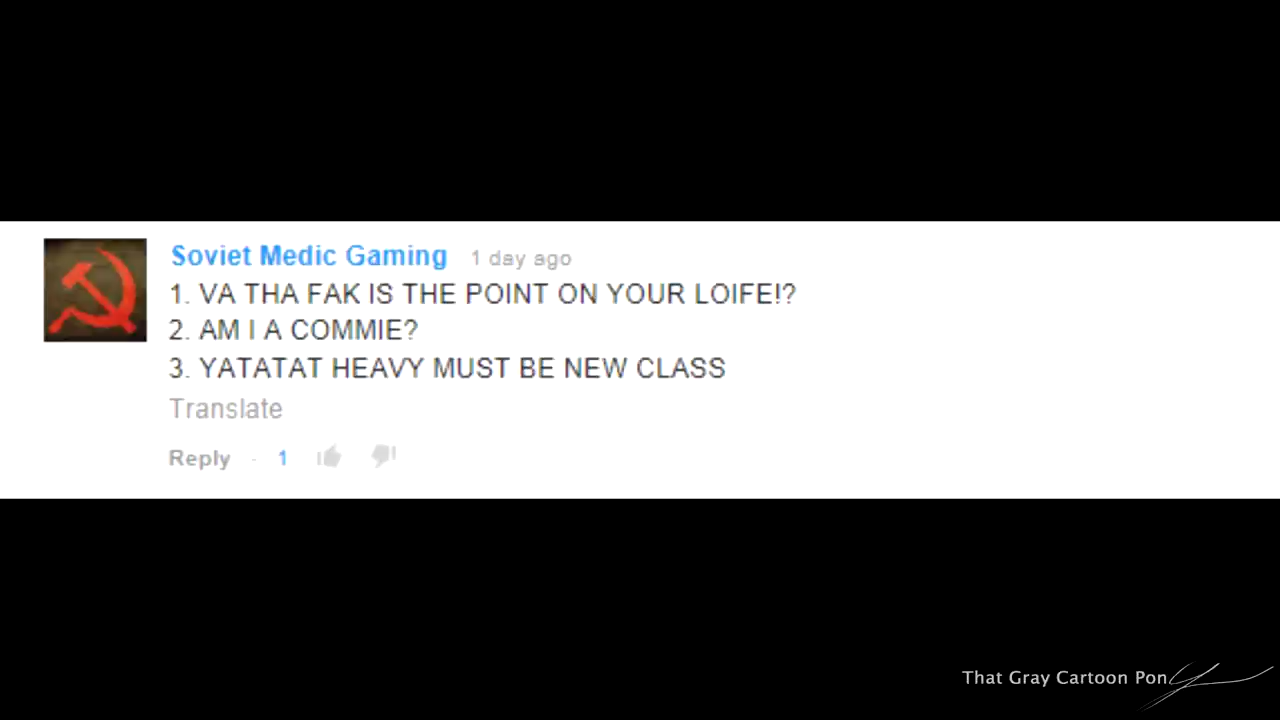 Soviet Medic Gaming 1 day ago
1. VA THA FAK IS THE POINT ON YOUR LOIFE!?
2. AM I A COMMIE?
3. YATATAT HEAVY MUST BE NEW CLASS
Translate
Reply · 1
That Gray Cartoon Pony